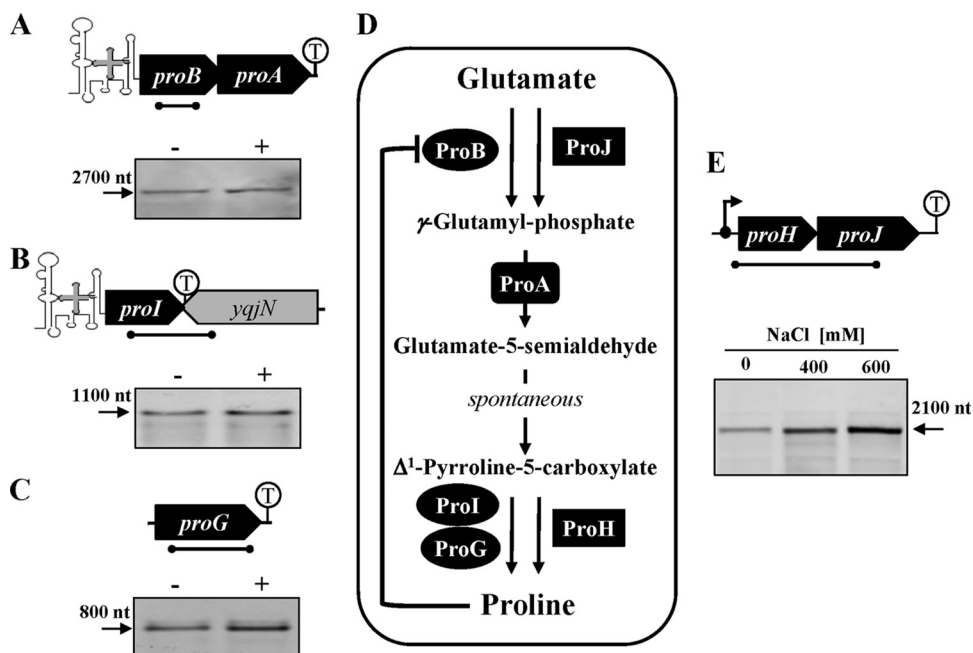 A
T
proB proA
- +
2700 nt
B
T
proI yqjN
- +
1100 nt
C
T
proG
- +
800 nt
D
Glutamate
ProB ProJ
γ-Glutamyl-phosphate
ProA
Glutamate-5-semialdehyde
spontaneous
Δ¹-Pyrroline-5-carboxylate
ProI
ProH
ProG
Proline
E
T
proH proJ
NaCl [mM]
0 400 600
2100 nt